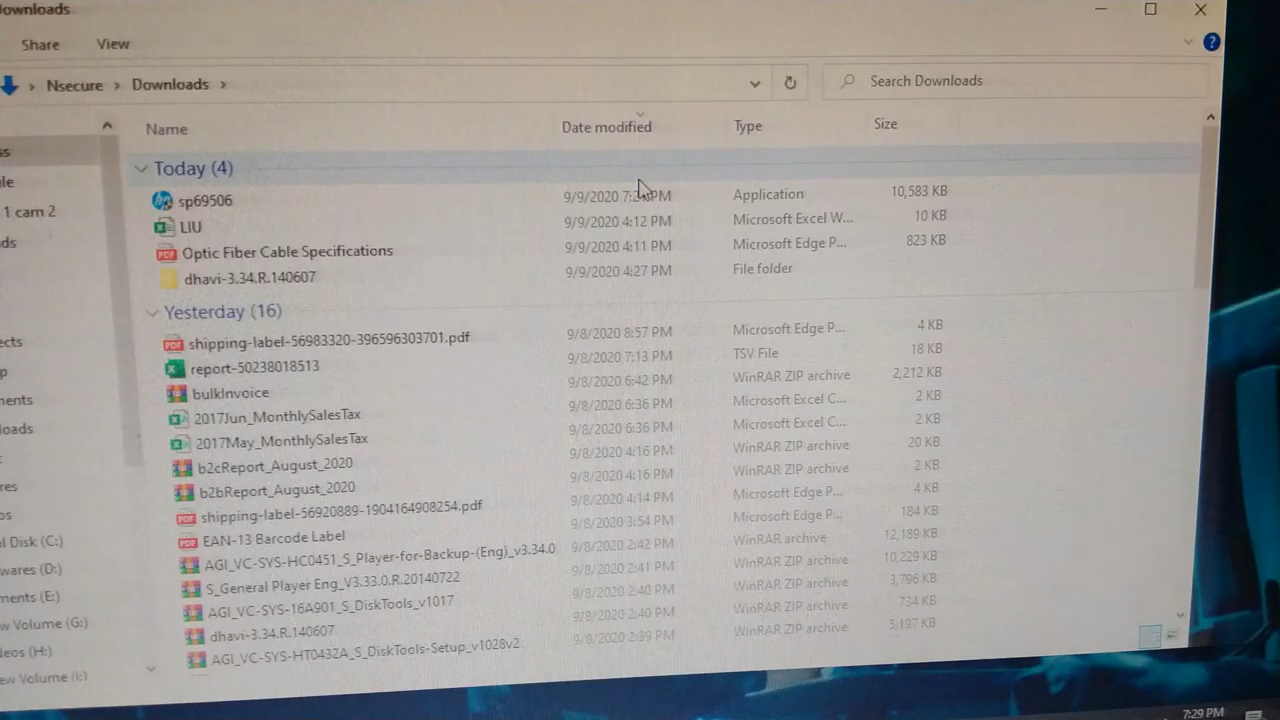 Downloads
Share View
Nsecure > Downloads >
Search Downloads
Name Date modified Type Size
Today (4)
sp69506 Application 10,583 KB
LIU 9/9/2020 4:12 PM Microsoft Excel W... 10 KB
Optic Fiber Cable Specifications 9/9/2020 4:11 PM Microsoft Edge P... 823 KB
dhavi-3.34.R.140607 9/9/2020 4:27 PM File folder
Yesterday (16)
shipping-label-56983320-396596303701.pdf 9/8/2020 8:57 PM Microsoft Edge P... 4 KB
report-50238018513 9/8/2020 7:13 PM TSV File 18 KB
bulkInvoice 9/8/2020 6:42 PM WinRAR ZIP archive 2,212 KB
2017Jun_MonthlySalesTax 9/8/2020 6:36 PM Microsoft Excel C... 2 KB
2017May_MonthlySalesTax 9/8/2020 6:36 PM Microsoft Excel C... 2 KB
b2cReport_August_2020 9/8/2020 4:16 PM WinRAR ZIP archive 20 KB
b2bReport_August_2020 9/8/2020 4:16 PM WinRAR ZIP archive 2 KB
shipping-label-56920889-1904164908254.pdf 9/8/2020 4:14 PM Microsoft Edge P... 4 KB
EAN-13 Barcode Label 9/8/2020 3:54 PM Microsoft Edge P... 184 KB
AGI_VC-SYS-HC0451_S_Player-for-Backup-(Eng)_v3.34.0 9/8/2020 2:42 PM WinRAR archive 12,189 KB
S_General Player Eng_V3.33.0.R.20140722 9/8/2020 2:41 PM WinRAR ZIP archive 10,229 KB
AGI_VC-SYS-16A901_S_DiskTools_v1017 9/8/2020 2:40 PM WinRAR ZIP archive 3,796 KB
dhavi-3.34.R.140607 9/8/2020 2:40 PM WinRAR ZIP archive 734 KB
AGI_VC-SYS-HT0432A_S_DiskTools-Setup_v1028v2 9/8/2020 2:39 PM WinRAR ZIP archive 5,197 KB
1 cam 2
(C:)
(D:)
(E:)
Volume (G:)
(H:)
Volume (I:)
7:29 PM